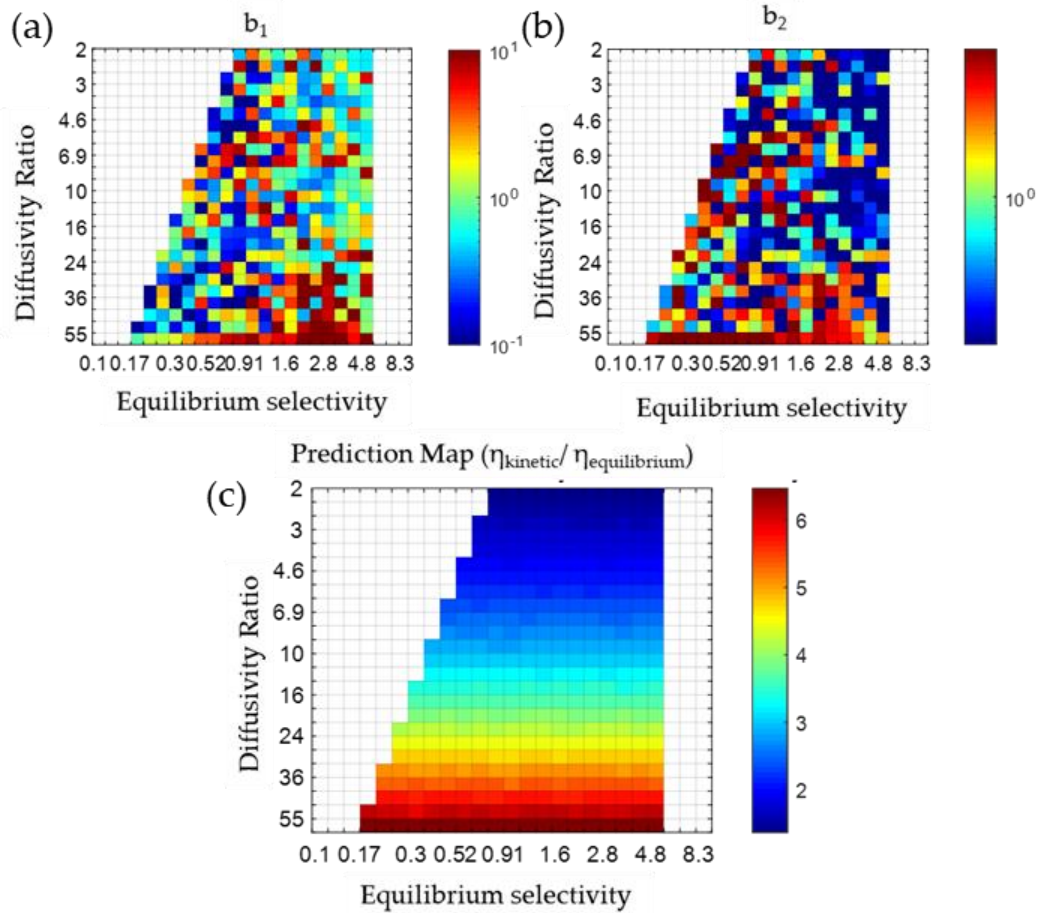 (a)
b1
2
3
4.6
6.9
10
16
24
36
55
Diffusivity Ratio
0.1 0.17 0.3 0.52 0.91 1.6 2.8 4.8 8.3
Equilibrium selectivity
10^1
10^0
10^-1
(b)
b2
2
3
4.6
6.9
10
16
24
36
55
Diffusivity Ratio
0.1 0.17 0.3 0.52 0.91 1.6 2.8 4.8 8.3
Equilibrium selectivity
10^0
Prediction Map (ηkinetic/ ηequilibrium)
(c)
2
3
4.6
6.9
10
16
24
36
55
Diffusivity Ratio
0.1 0.17 0.3 0.52 0.91 1.6 2.8 4.8 8.3
Equilibrium selectivity
6
5
4
3
2